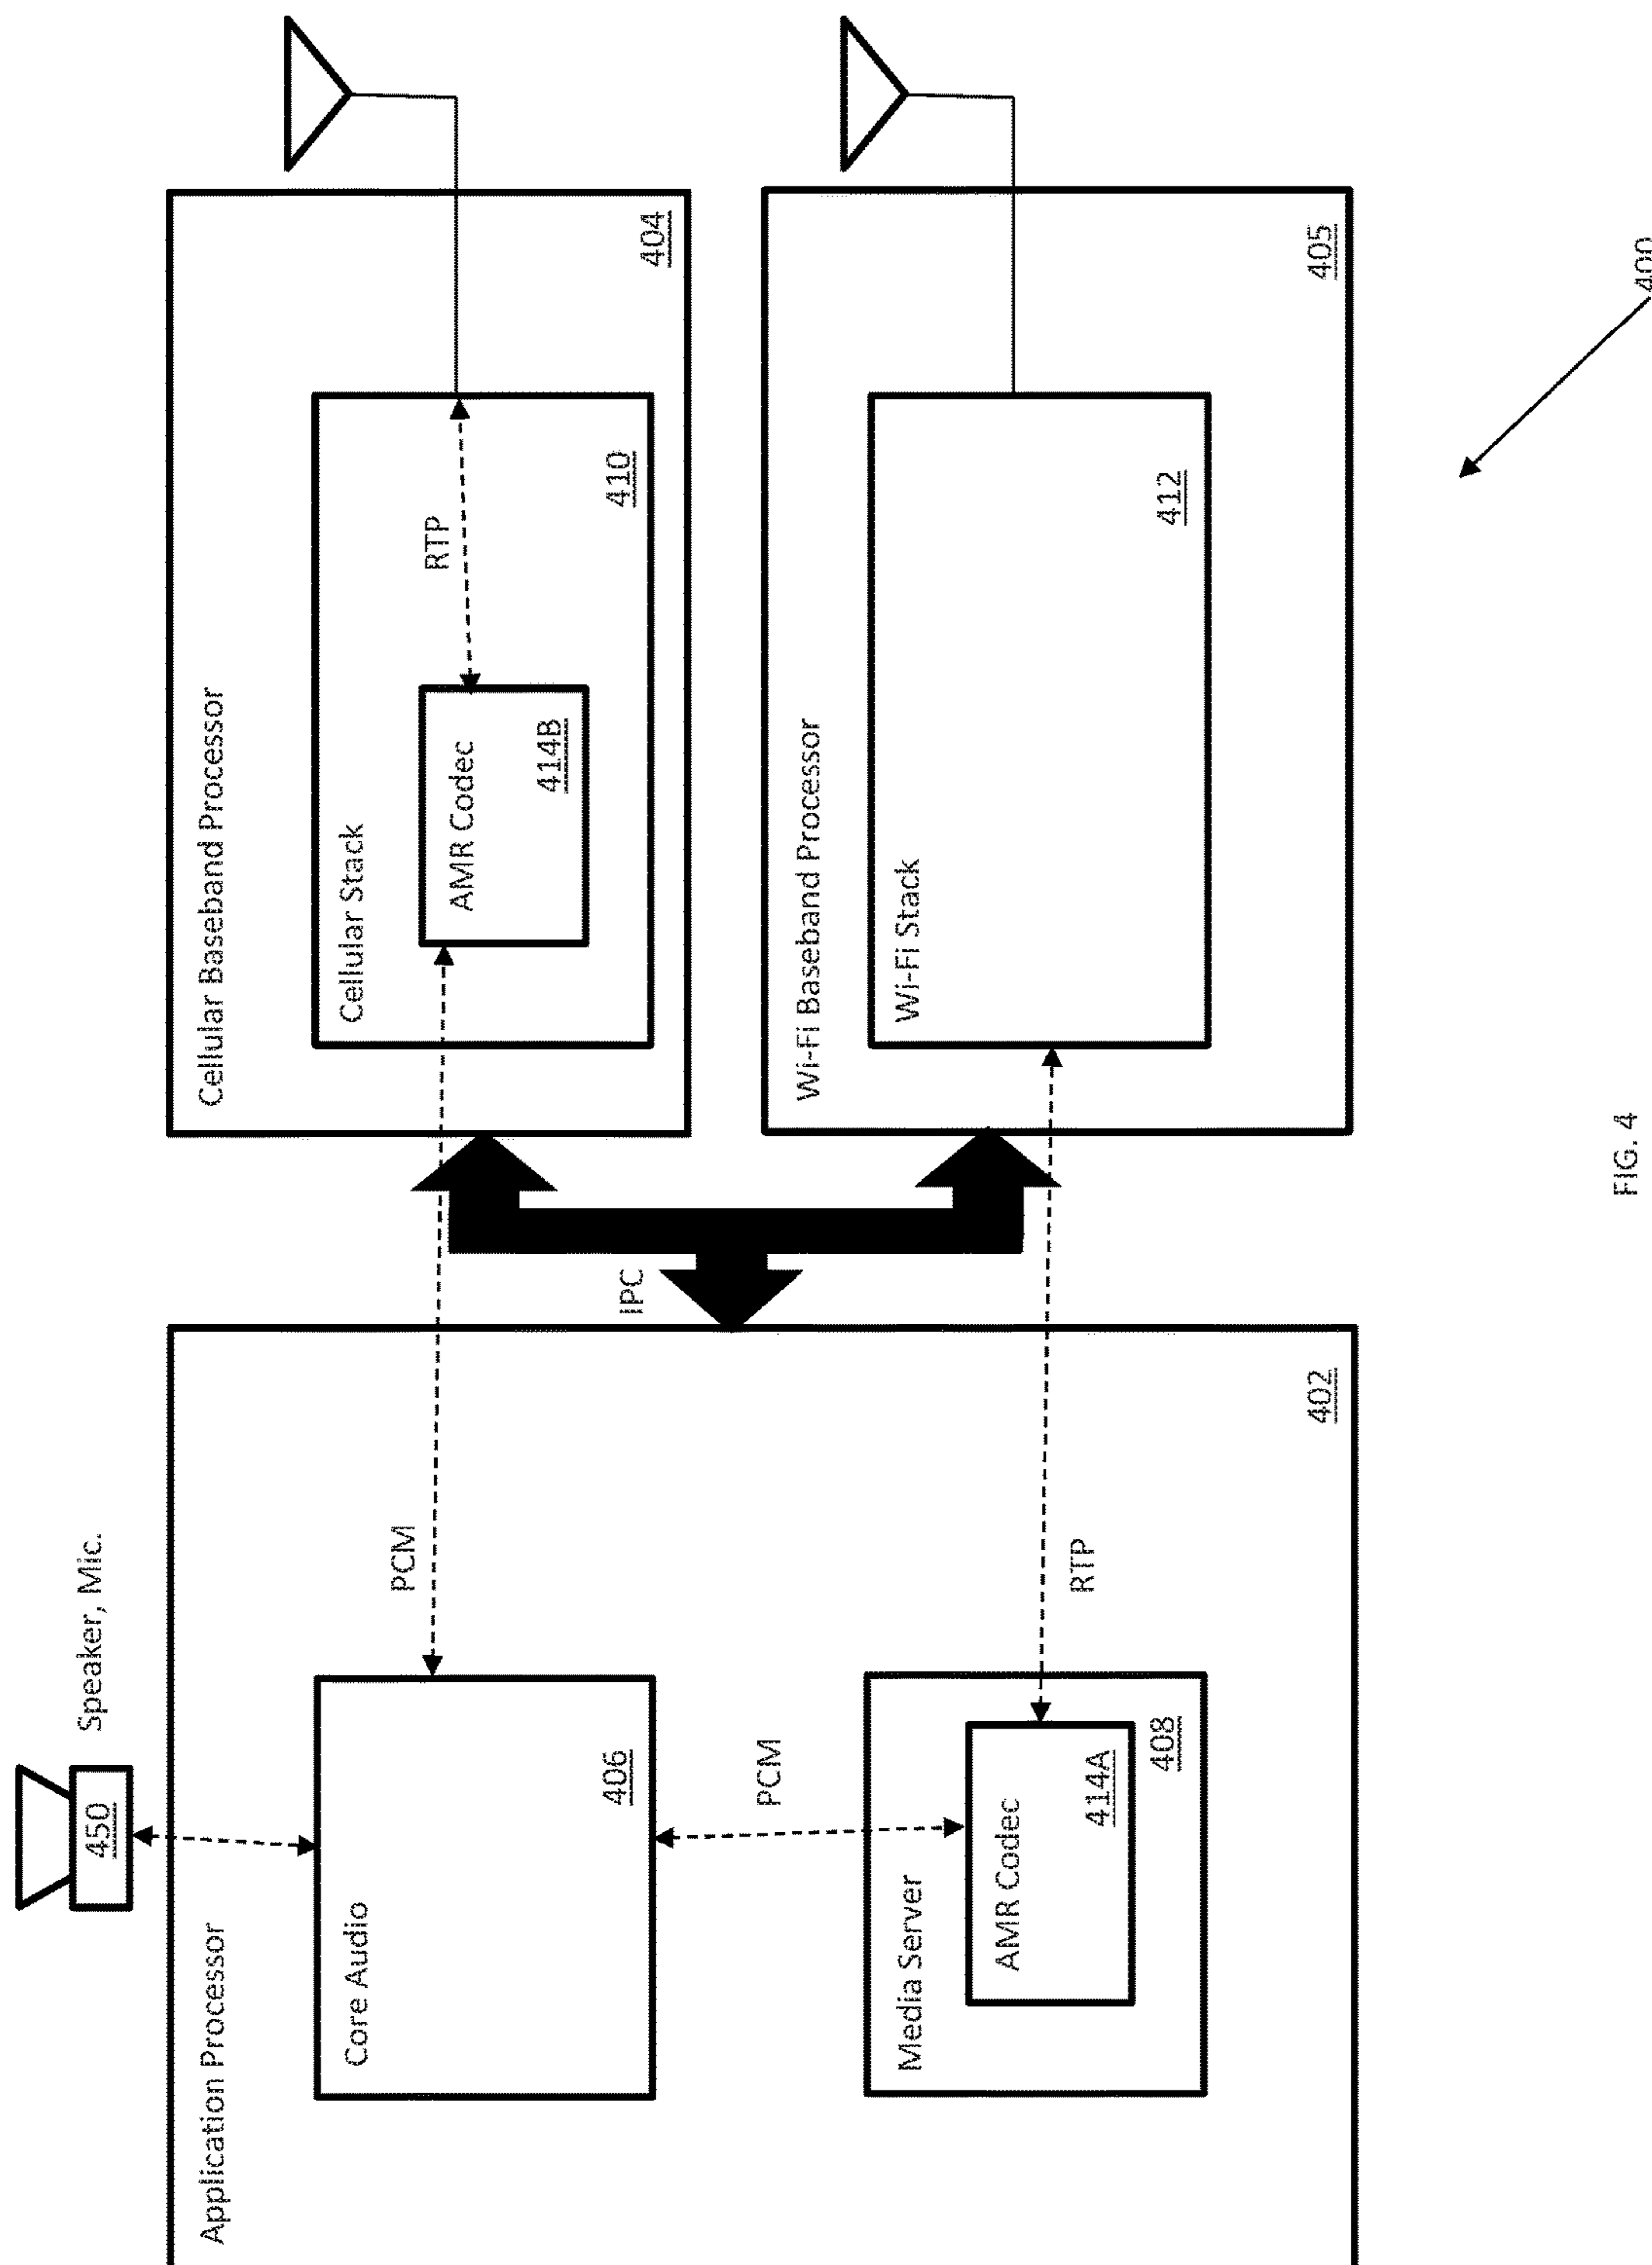 Speaker, Mic.
450
Application Processor
Core Audio
406
PCM
Media Server
AMR Codec
414A
408
402
PCM
RTP
IPC
Cellular Baseband Processor
Cellular Stack
AMR Codec
414B
RTP
410
404
Wi-Fi Baseband Processor
Wi-Fi Stack
412
405
400
FIG. 4